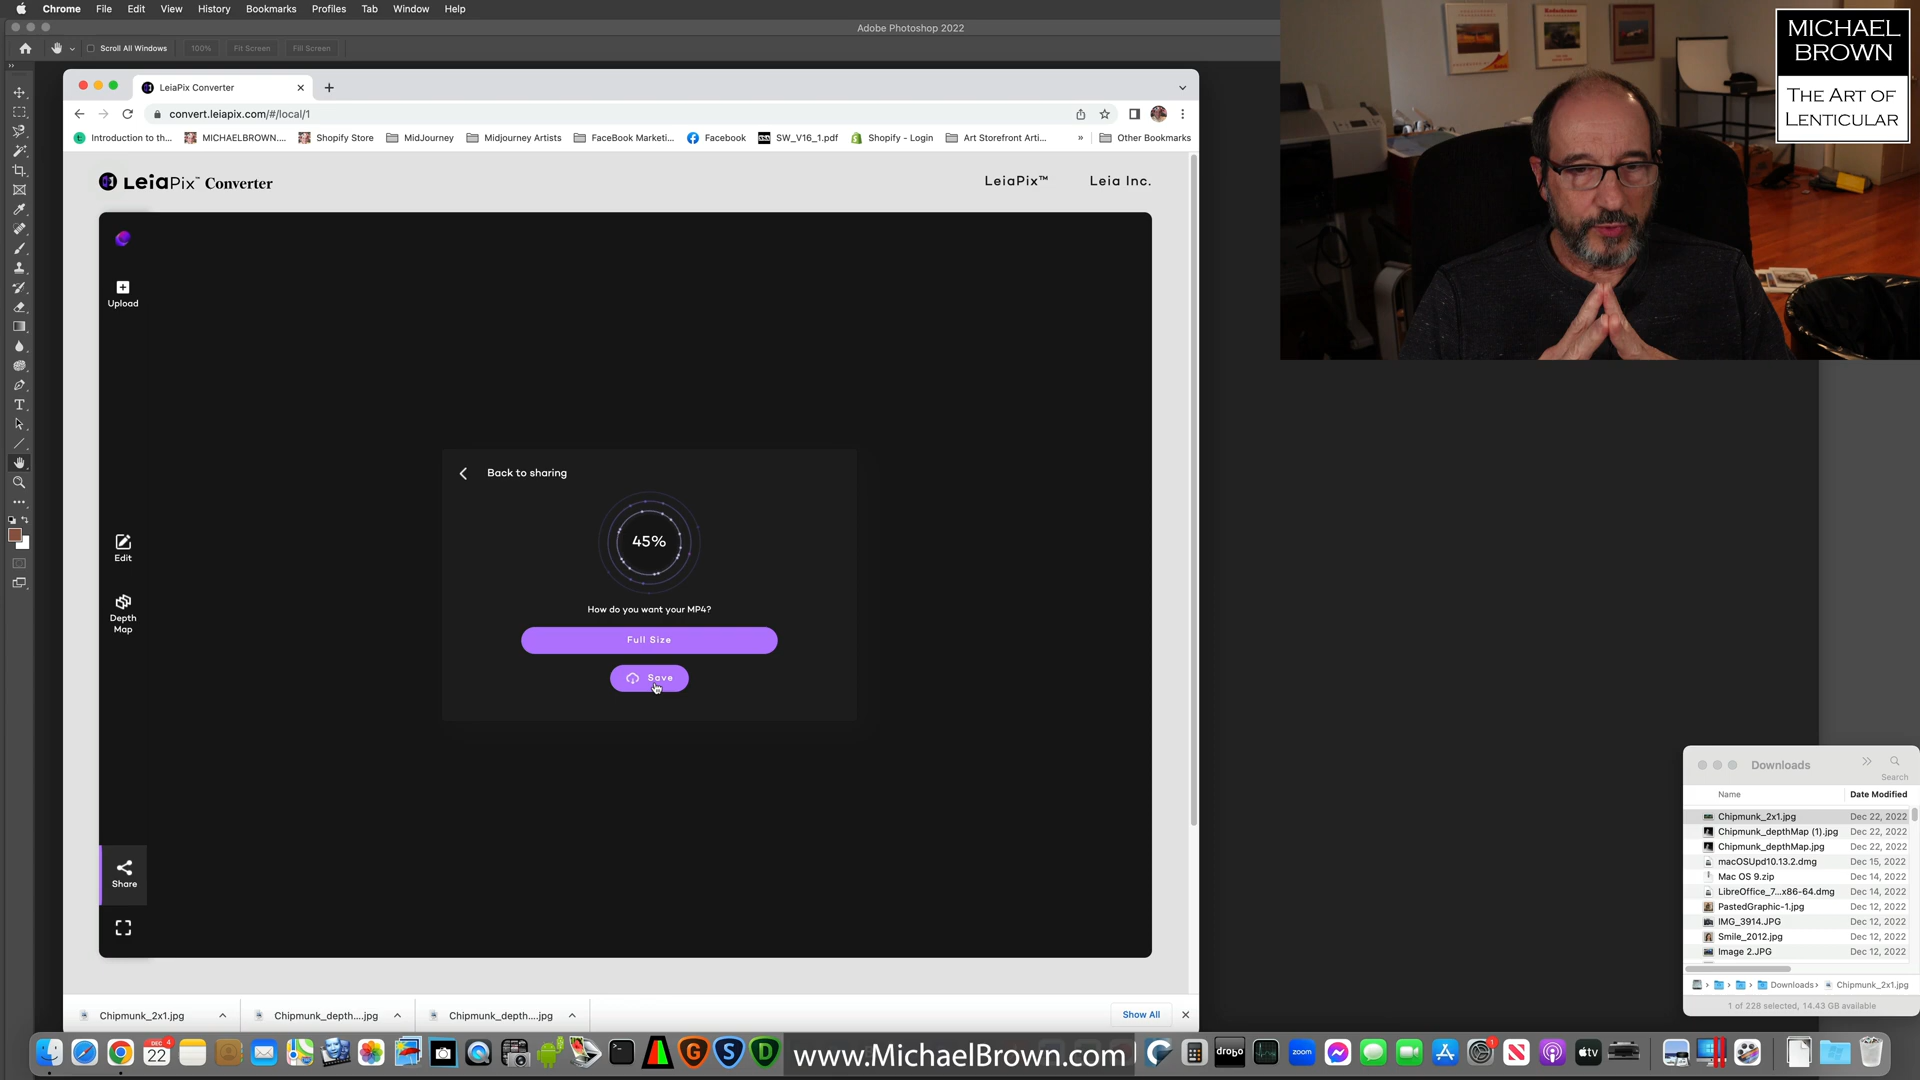 Chrome File Edit View History Bookmarks Profiles Tab Window Help
Adobe Photoshop 2022
Scroll All Windows 100% Fit Screen Fill Screen
LeiaPix Converter
convert.leiapix.com/#/local/1
Introduction to th... MICHAELBROWN.... Shopify Store MidJourney Midjourney Artists FaceBook Marketi... Facebook SW_V16_1.pdf Shopify - Login Art Storefront Arti... » Other Bookmarks
LeiaPix™ Converter LeiaPix™ Leia Inc.
Upload
Back to sharing
45%
How do you want your MP4?
Full Size
Save
Edit
Depth
Map
Share
Chipmunk_2x1.jpg Chipmunk_depth....jpg Chipmunk_depth....jpg Show All
MICHAEL
BROWN
THE ART OF
LENTICULAR
Downloads
Search
Name Date Modified
Chipmunk_2x1.jpg Dec 22, 2022
Chipmunk_depthMap (1).jpg Dec 22, 2022
Chipmunk_depthMap.jpg Dec 22, 2022
macOSUpd10.13.2.dmg Dec 15, 2022
Mac OS 9.zip Dec 14, 2022
LibreOffice_7...x86-64.dmg Dec 14, 2022
PastedGraphic-1.jpg Dec 12, 2022
IMG_3914.JPG Dec 12, 2022
Smile_2012.jpg Dec 12, 2022
Image 2.JPG Dec 12, 2022
Downloads › Chipmunk_2x1.jpg
1 of 228 selected, 14.43 GB available
DEC 4
22
G S D
www.MichaelBrown.com
drobo
zoom
1
tv